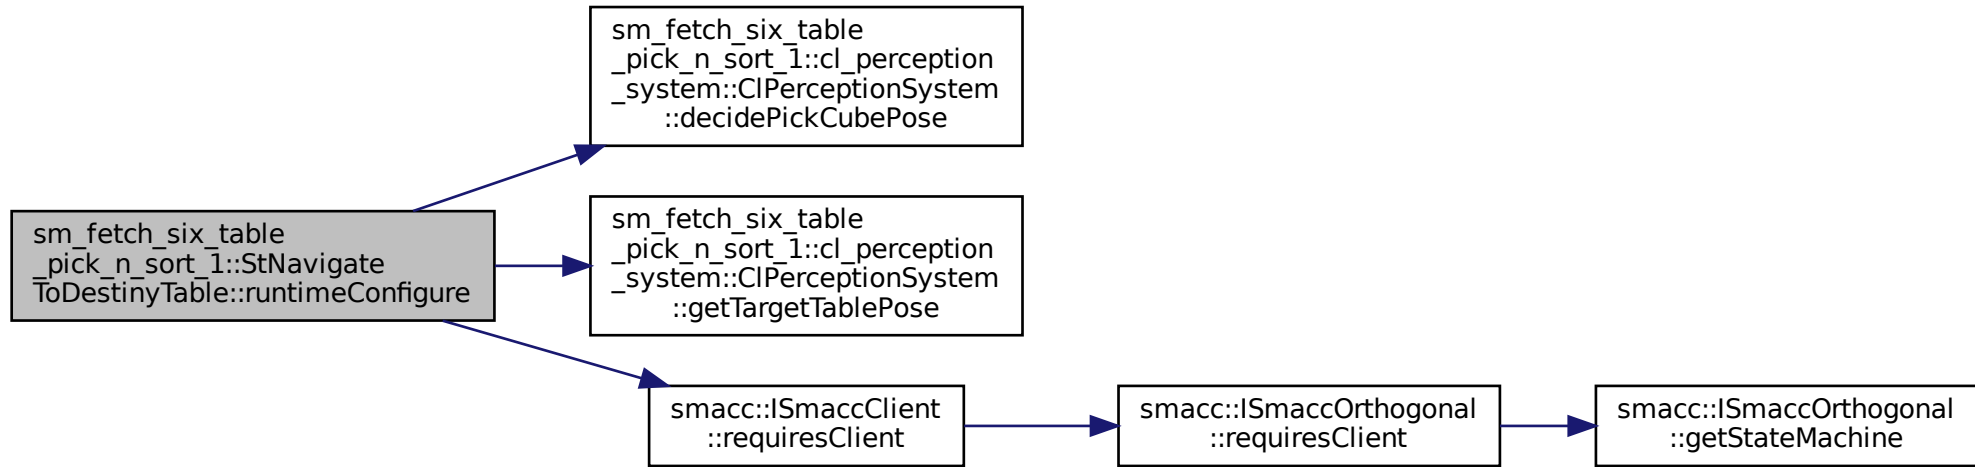 sm_fetch_six_table
_pick_n_sort_1::cl_perception
_system::ClPerceptionSystem
::decidePickCubePose
sm_fetch_six_table
_pick_n_sort_1::StNavigate
ToDestinyTable::runtimeConfigure
sm_fetch_six_table
_pick_n_sort_1::cl_perception
_system::ClPerceptionSystem
::getTargetTablePose
smacc::ISmaccClient
::requiresClient
smacc::ISmaccOrthogonal
::requiresClient
smacc::ISmaccOrthogonal
::getStateMachine